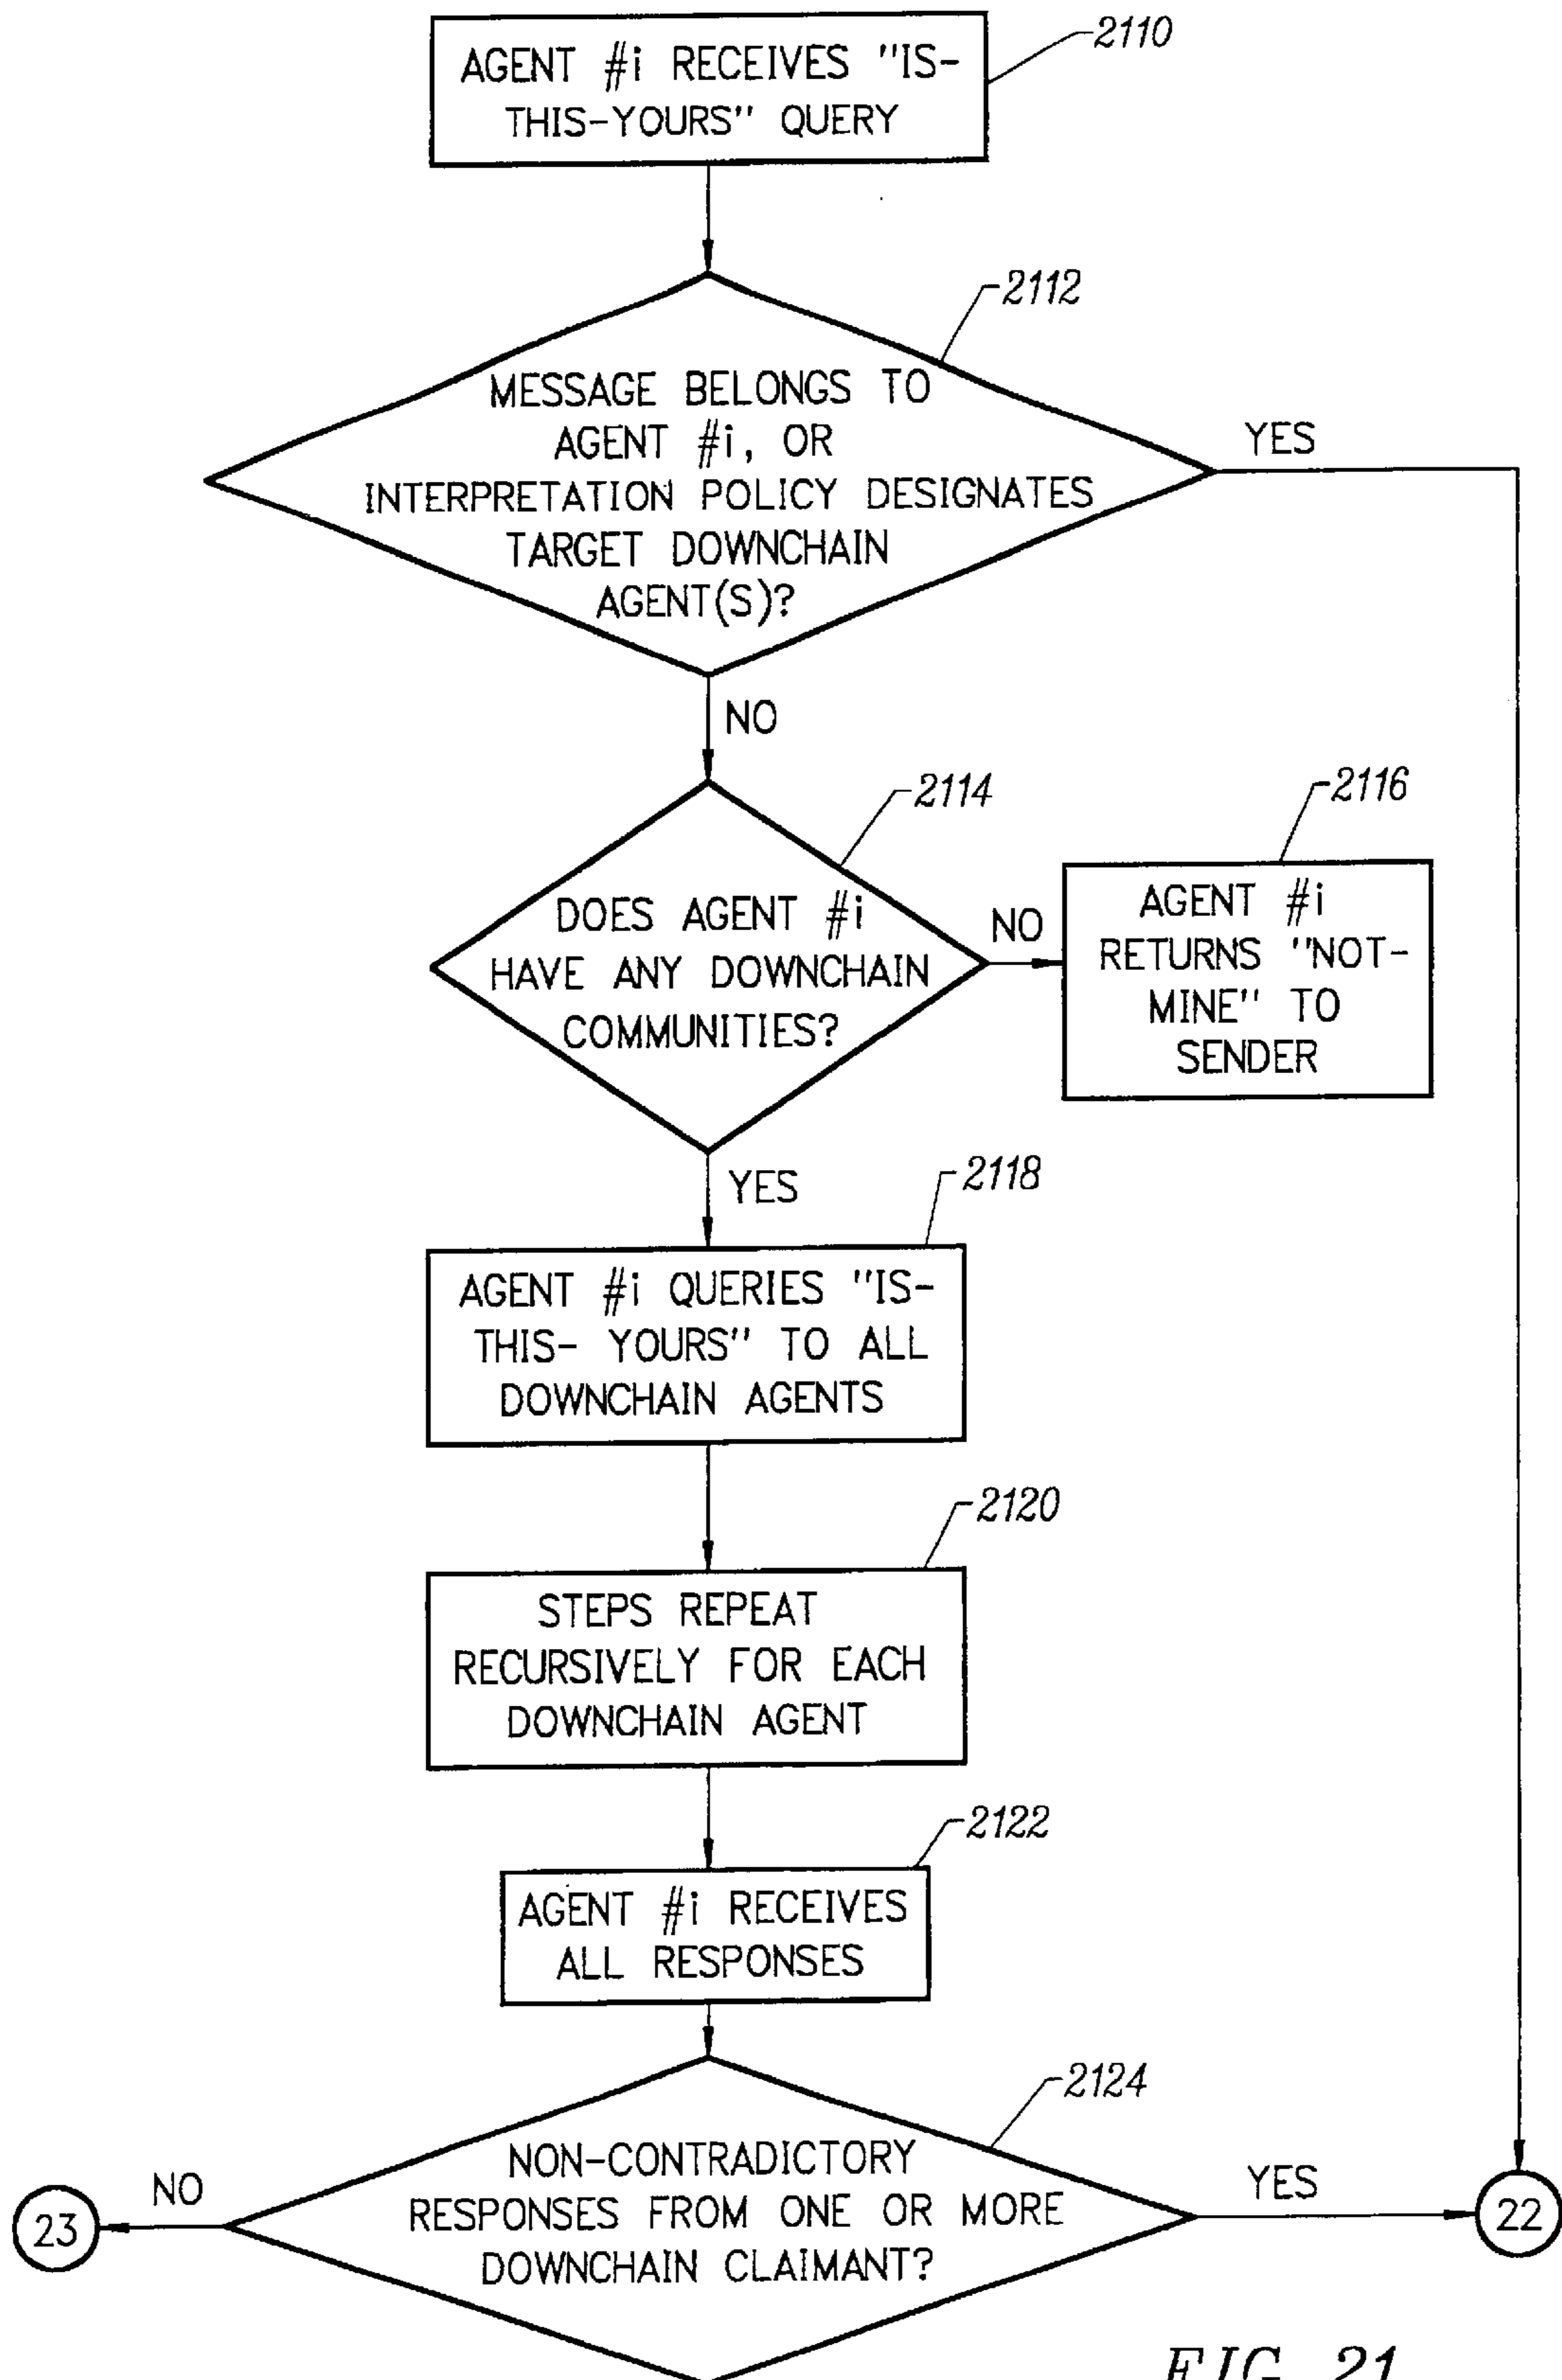 2110
AGENT #i RECEIVES "IS-
THIS-YOURS" QUERY
2112
MESSAGE BELONGS TO
AGENT #i, OR
INTERPRETATION POLICY DESIGNATES
TARGET DOWNCHAIN
AGENT(S)?
YES
NO
2114
DOES AGENT #i
HAVE ANY DOWNCHAIN
COMMUNITIES?
NO
2116
AGENT #i
RETURNS "NOT-
MINE" TO
SENDER
YES
2118
AGENT #i QUERIES "IS-
THIS- YOURS" TO ALL
DOWNCHAIN AGENTS
2120
STEPS REPEAT
RECURSIVELY FOR EACH
DOWNCHAIN AGENT
2122
AGENT #i RECEIVES
ALL RESPONSES
2124
NON-CONTRADICTORY
RESPONSES FROM ONE OR MORE
DOWNCHAIN CLAIMANT?
NO
23
YES
22
FIG. 21